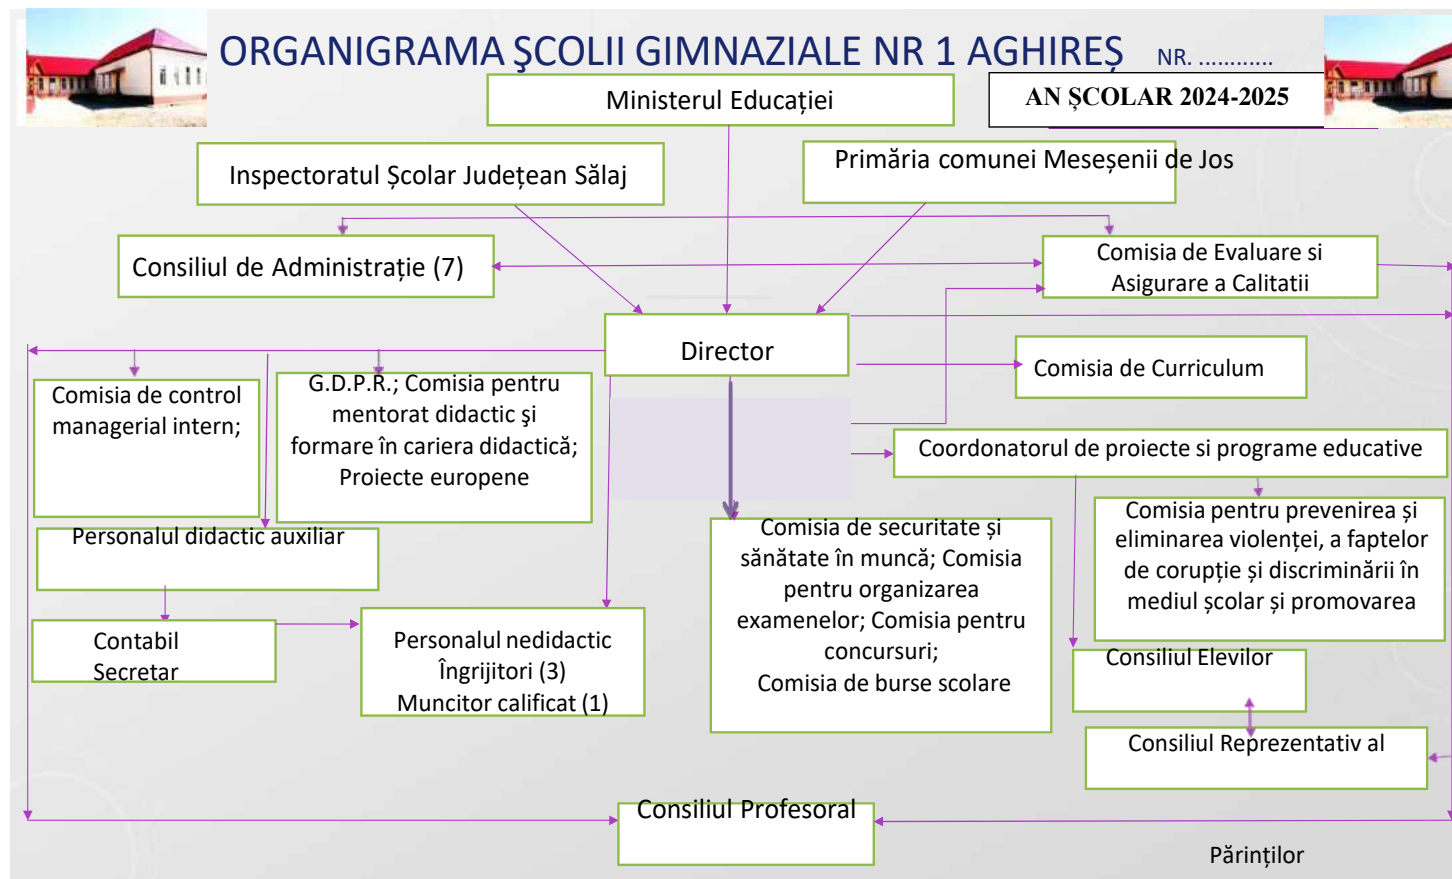 ORGANIGRAMA ŞCOLII GIMNAZIALE NR 1 AGHIREȘ NR. ............
Ministerul Educației
AN ȘCOLAR 2024-2025
Inspectoratul Școlar Județean Sălaj
Primăria comunei Meseșenii de Jos
Consiliul de Administrație (7)
Comisia de Evaluare si
Asigurare a Calitatii
Director
Comisia de Curriculum
Comisia de control
managerial intern;
G.D.P.R.; Comisia pentru
mentorat didactic şi
formare în cariera didactică;
Proiecte europene
Coordonatorul de proiecte si programe educative
Personalul didactic auxiliar
Comisia de securitate și
sănătate în muncă; Comisia
pentru organizarea
examenelor; Comisia pentru
concursuri;
Comisia de burse scolare
Comisia pentru prevenirea și
eliminarea violenței, a faptelor
de corupție și discriminării în
mediul școlar și promovarea
Contabil
Secretar
Personalul nedidactic
Îngrijitori (3)
Muncitor calificat (1)
Consiliul Elevilor
Consiliul Reprezentativ al
Consiliul Profesoral
Părinților